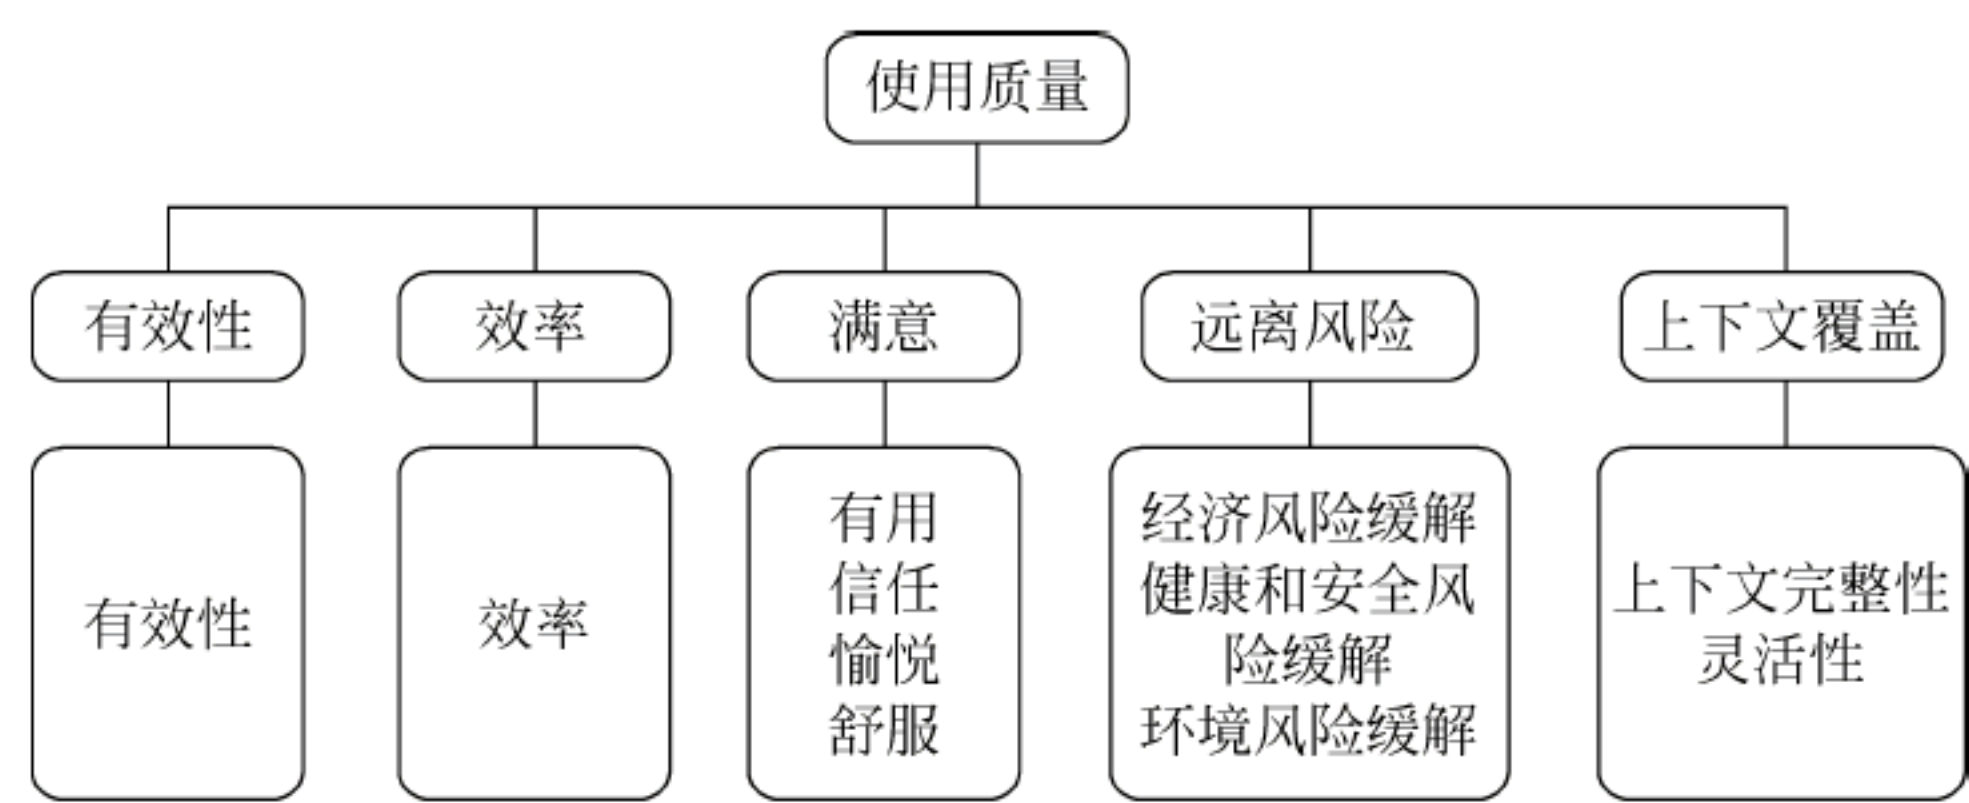 使用质量
有效性
效率
满意
远离风险
上下文覆盖
有效性
效率
有用
信任
愉悦
舒服
经济风险缓解
健康和安全风
险缓解
环境风险缓解
上下文完整性
灵活性